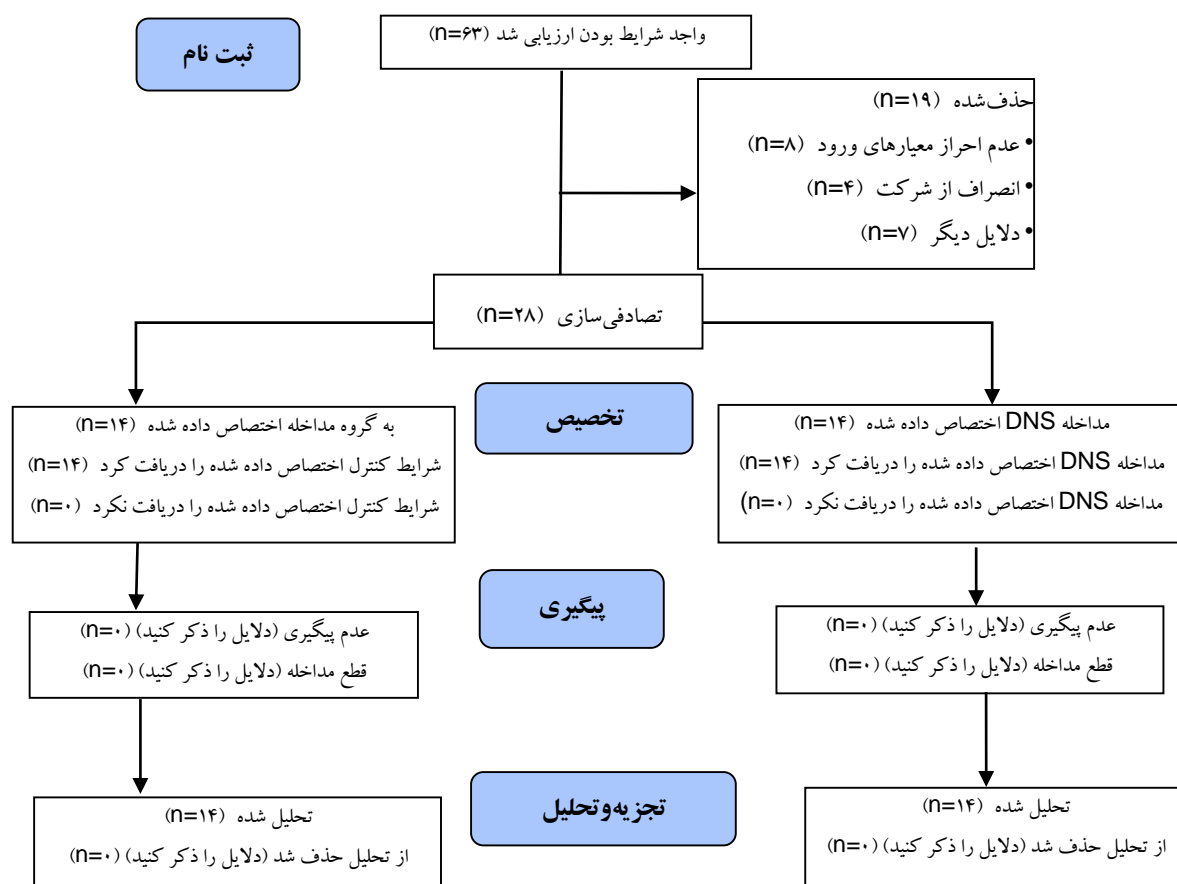 ثبت نام
واجد شرایط بودن ارزیابی شد (n=۶۳)
حذف‌شده (n=۱۹)
• عدم احراز معیارهای ورود (n=۸)
• انصراف از شرکت (n=۴)
• دلایل دیگر (n=۷)
تصادفی‌سازی (n=۲۸)
تخصیص
مداخله DNS اختصاص داده شده (n=۱۴)
مداخله DNS اختصاص داده شده را دریافت کرد (n=۱۴)
مداخله DNS اختصاص داده شده را دریافت نکرد (n=۰)
به گروه مداخله اختصاص داده شده (n=۱۴)
شرایط کنترل اختصاص داده شده را دریافت کرد (n=۱۴)
شرایط کنترل اختصاص داده شده را دریافت نکرد (n=۰)
پیگیری
عدم پیگیری (دلایل را ذکر کنید) (n=۰)
قطع مداخله (دلایل را ذکر کنید) (n=۰)
عدم پیگیری (دلایل را ذکر کنید) (n=۰)
قطع مداخله (دلایل را ذکر کنید) (n=۰)
تجزیه‌وتحلیل
تحلیل شده (n=۱۴)
از تحلیل حذف شد (دلایل را ذکر کنید) (n=۰)
تحلیل شده (n=۱۴)
از تحلیل حذف شد (دلایل را ذکر کنید) (n=۰)